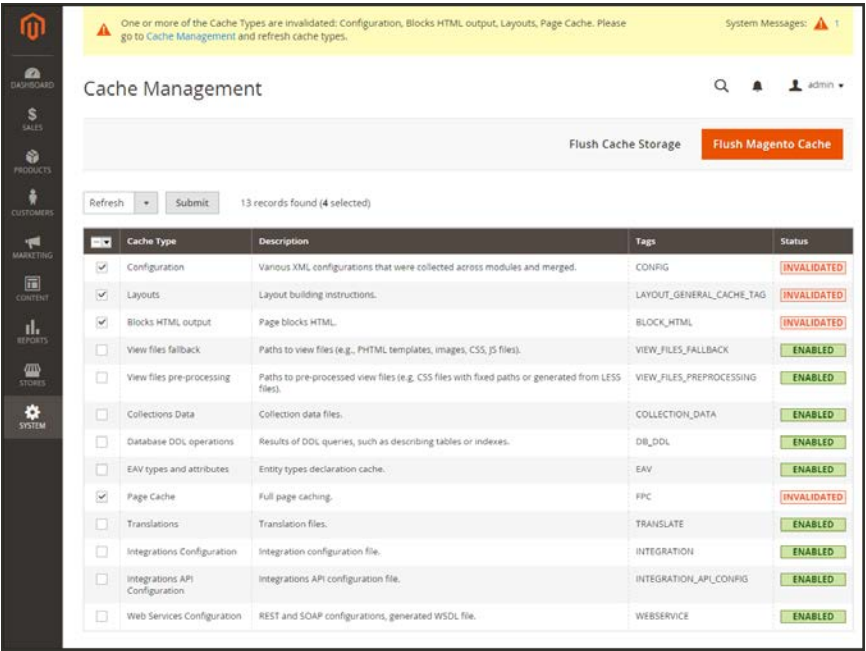 One or more of the Cache Types are invalidated: Configuration, Blocks HTML output, Layouts, Page Cache. Please
go to Cache Management and refresh cache types.
System Messages: 1
DASHBOARD
SALES
PRODUCTS
CUSTOMERS
MARKETING
CONTENT
REPORTS
STORES
SYSTEM
Cache Management
admin
Flush Cache Storage
Flush Magento Cache
Refresh
Submit
13 records found (4 selected)
Cache Type Description Tags Status
Configuration Various XML configurations that were collected across modules and merged. CONFIG INVALIDATED
Layouts Layout building instructions. LAYOUT_GENERAL_CACHE_TAG INVALIDATED
Blocks HTML output Page blocks HTML. BLOCK_HTML INVALIDATED
View files fallback Paths to view files (e.g., PHTML templates, images, CSS, JS files). VIEW_FILES_FALLBACK ENABLED
View files pre-processing Paths to pre-processed view files (e.g, CSS files with fixed paths or generated from LESS VIEW_FILES_PREPROCESSING ENABLED
files).
Collections Data Collection data files. COLLECTION_DATA ENABLED
Database DDL operations Results of DDL queries, such as describing tables or indexes. DB_DDL ENABLED
EAV types and attributes Entity types declaration cache. EAV ENABLED
Page Cache Full page caching. FPC INVALIDATED
Translations Translation files. TRANSLATE ENABLED
Integrations Configuration Integration configuration file. INTEGRATION ENABLED
Integrations API Integrations API configuration file. INTEGRATION_API_CONFIG ENABLED
Configuration
Web Services Configuration REST and SOAP configurations, generated WSDL file. WEBSERVICE ENABLED